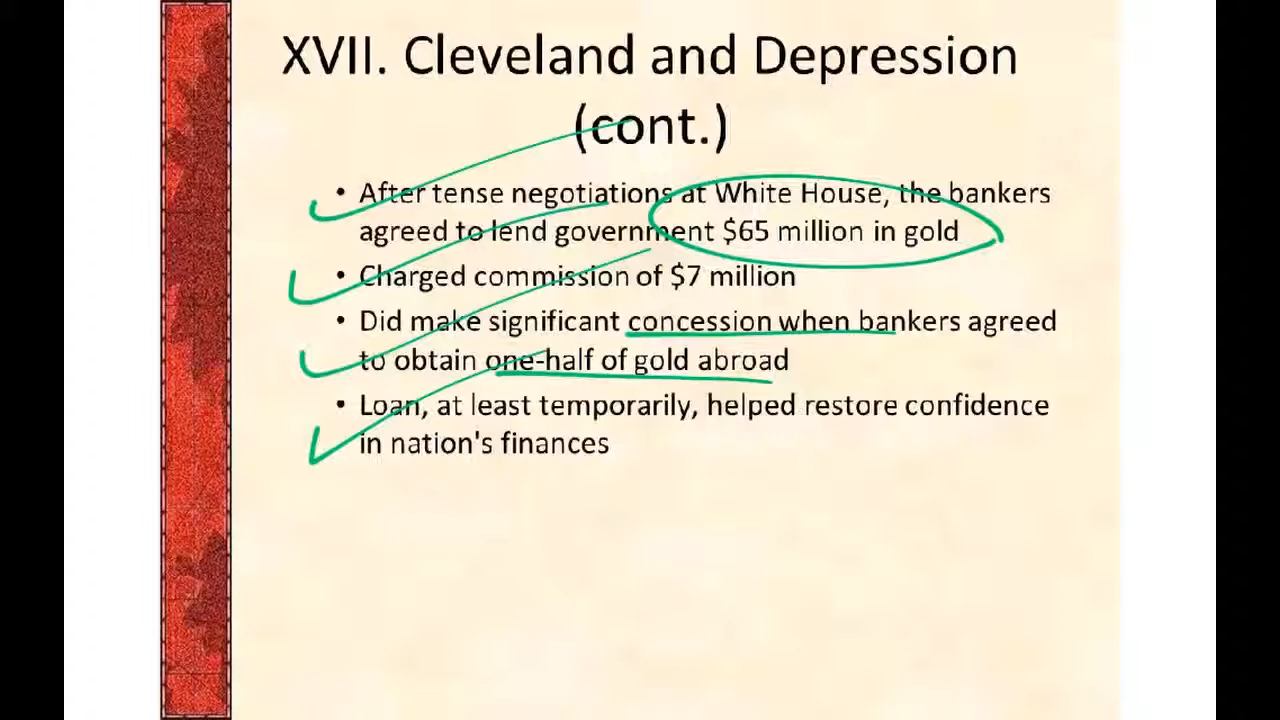 XVII. Cleveland and Depression
(cont.)
• After tense negotiations at White House, the bankers
agreed to lend government $65 million in gold
• Charged commission of $7 million
• Did make significant concession when bankers agreed
to obtain one-half of gold abroad
• Loan, at least temporarily, helped restore confidence
in nation's finances